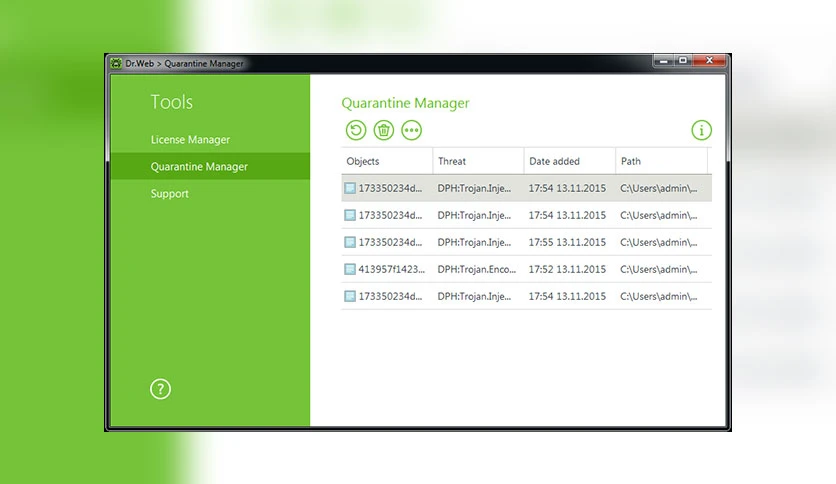 Dr.Web > Quarantine Manager
Tools
License Manager
Quarantine Manager
Support
?
Quarantine Manager
i
Objects Threat Date added Path
173350234d... DPH:Trojan.Inje... 17:54 13.11.2015 C:\Users\admin\...
173350234d... DPH:Trojan.Inje... 17:54 13.11.2015 C:\Users\admin\...
173350234d... DPH:Trojan.Inje... 17:55 13.11.2015 C:\Users\admin\...
413957f1423... DPH:Trojan.Enco... 17:52 13.11.2015 C:\Users\admin\...
173350234d... DPH:Trojan.Inje... 17:54 13.11.2015 C:\Users\admin\...